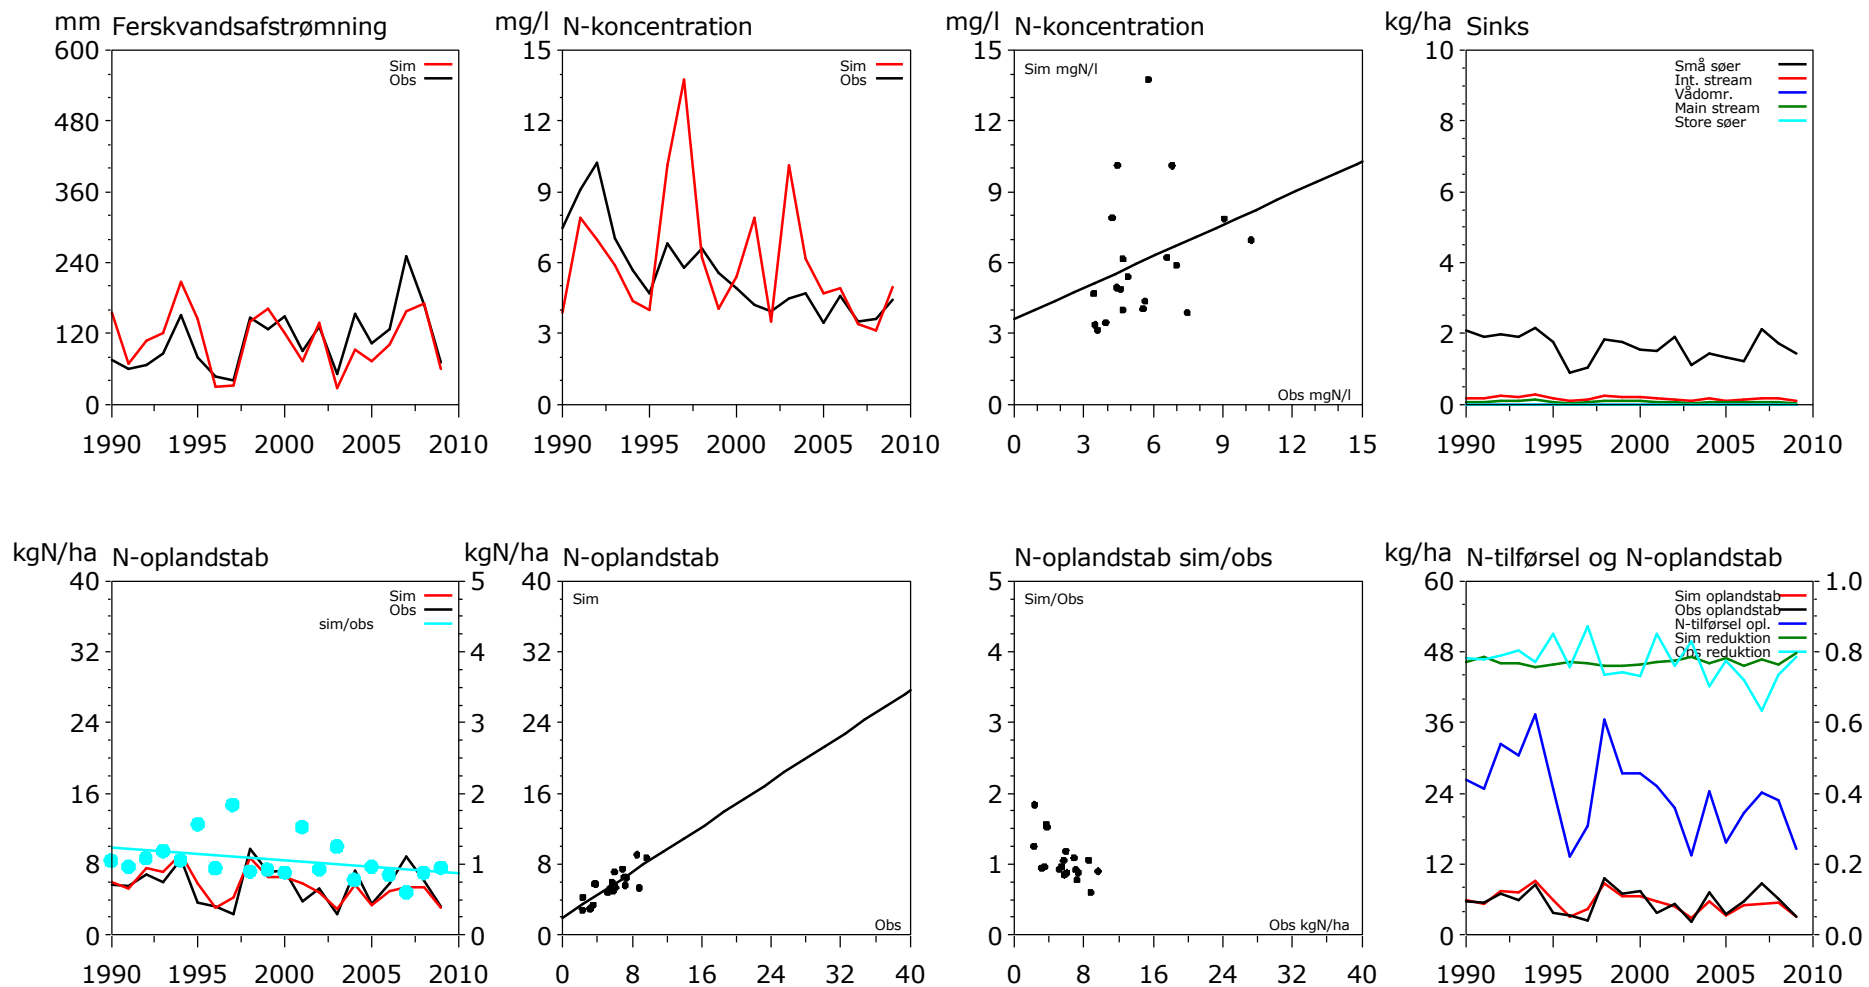 mm Ferskvandsafstrømning
600
480
360
240
120
0
Sim
Obs
1990 1995 2000 2005 2010
mg/l N-koncentration
15
12
9
6
3
0
Sim
Obs
1990 1995 2000 2005 2010
mg/l N-koncentration
15
12
9
6
3
0
Sim mgN/l
Obs mgN/l
0 3 6 9 12 15
kg/ha Sinks
10
8
6
4
2
0
Små søer
Int. stream
Vådomr.
Main stream
Store søer
1990 1995 2000 2005 2010
kgN/ha N-oplandstab
40
32
24
16
8
0
Sim
Obs
sim/obs
5
4
3
2
1
0
1990 1995 2000 2005 2010
kgN/ha N-oplandstab
40
32
24
16
8
0
Sim
Obs
0 8 16 24 32 40
N-oplandstab sim/obs
5
4
3
2
1
0
Sim/Obs
Obs kgN/ha
0 8 16 24 32 40
kg/ha N-tilførsel og N-oplandstab
60
48
36
24
12
0
Sim oplandstab
Obs oplandstab
N-tilførsel opl.
Sim reduktion
Obs reduktion
1.0
0.8
0.6
0.4
0.2
0.0
1990 1995 2000 2005 2010